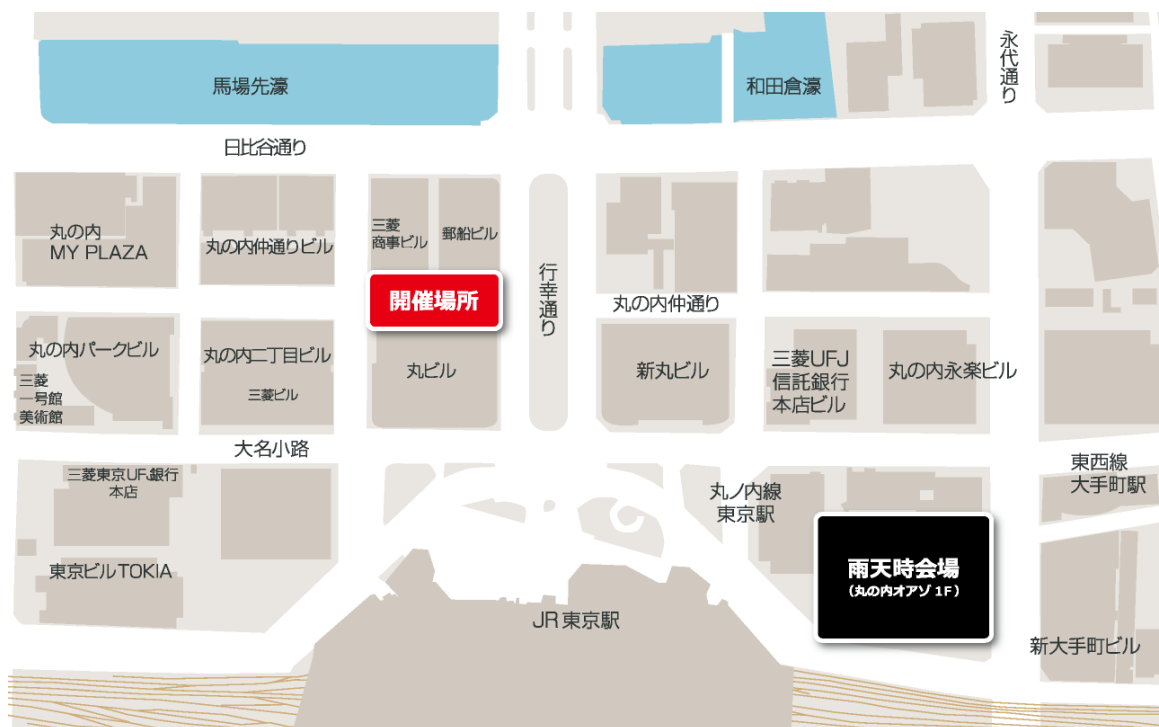 馬場先濠
和田倉濠
永代通り
日比谷通り
丸の内
MY PLAZA
丸の内仲通りビル
三菱
商事ビル
郵船ビル
開催場所
行幸通り
丸の内仲通り
丸の内パークビル
三菱
一号館
美術館
丸の内二丁目ビル
三菱ビル
丸ビル
新丸ビル
三菱UFJ
信託銀行
本店ビル
丸の内永楽ビル
大名小路
三菱東京UFJ銀行
本店
丸ノ内線
東京駅
東西線
大手町駅
東京ビルTOKIA
雨天時会場
(丸の内オアゾ 1F)
JR東京駅
新大手町ビル